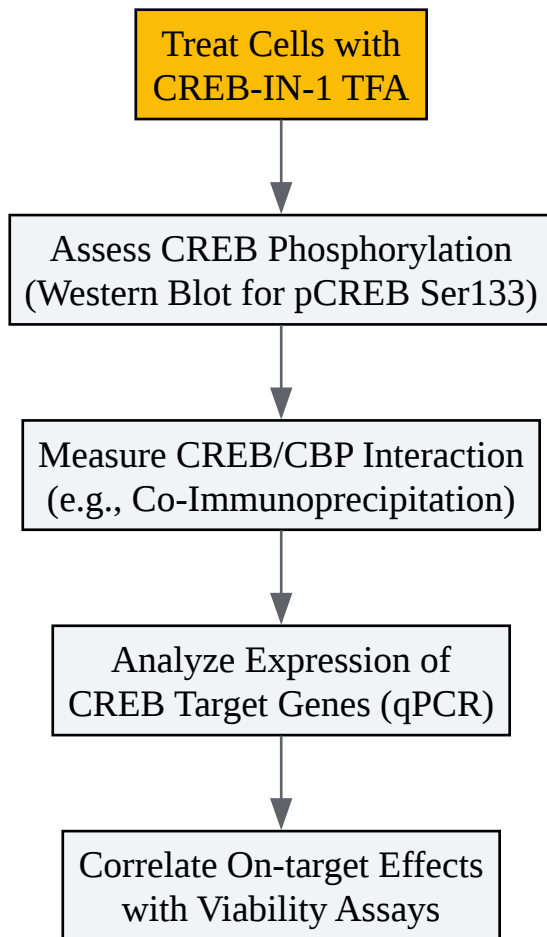 Treat Cells with
CREB-IN-1 TFA
Assess CREB Phosphorylation
(Western Blot for pCREB Ser133)
Measure CREB/CBP Interaction
(e.g., Co-Immunoprecipitation)
Analyze Expression of
CREB Target Genes (qPCR)
Correlate On-target Effects
with Viability Assays